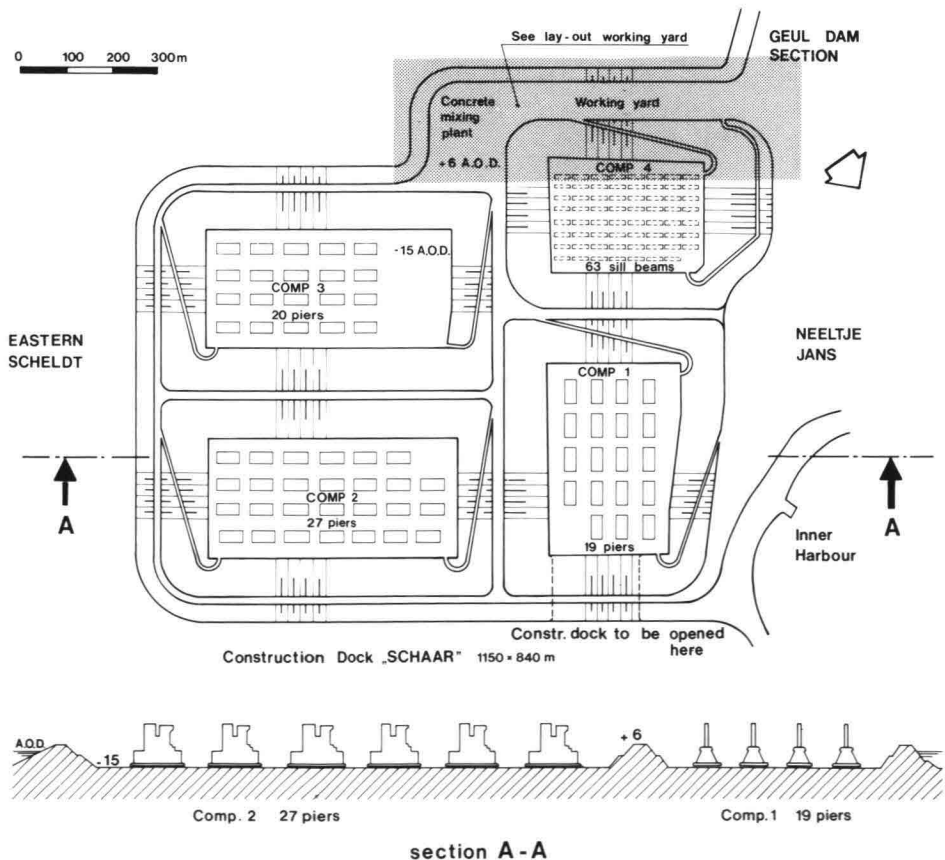 0 100 200 300m
See lay-out working yard
GEUL DAM
SECTION
Concrete
mixing
plant
Working yard
+6 A.O.D.
COMP 4
-15 A.O.D.
COMP 3
20 piers
63 sill beams
EASTERN
SCHELDT
NEELTJE
JANS
COMP 1
COMP 2
27 piers
19 piers
A
A
Inner
Harbour
Constr. dock to be opened
here
Construction Dock „SCHAAR” 1150 × 840 m
A.O.D.
-15
+6
Comp. 2 27 piers
Comp.1 19 piers
section A-A